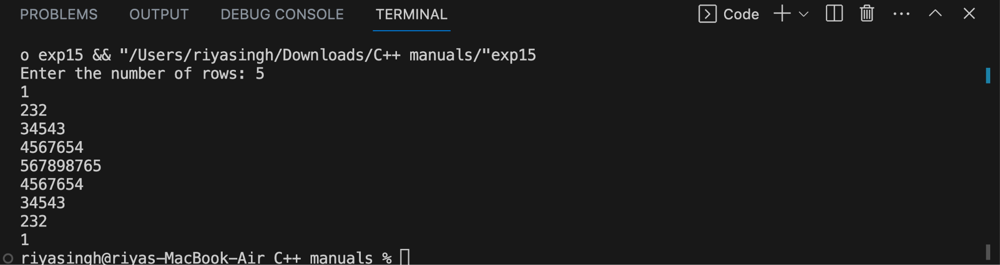 PROBLEMS OUTPUT DEBUG CONSOLE TERMINAL Code
o exp15 && "/Users/riyasingh/Downloads/C++ manuals/"exp15
Enter the number of rows: 5
1
232
34543
4567654
567898765
4567654
34543
232
1
riyasingh@riyas-MacBook-Air C++ manuals %